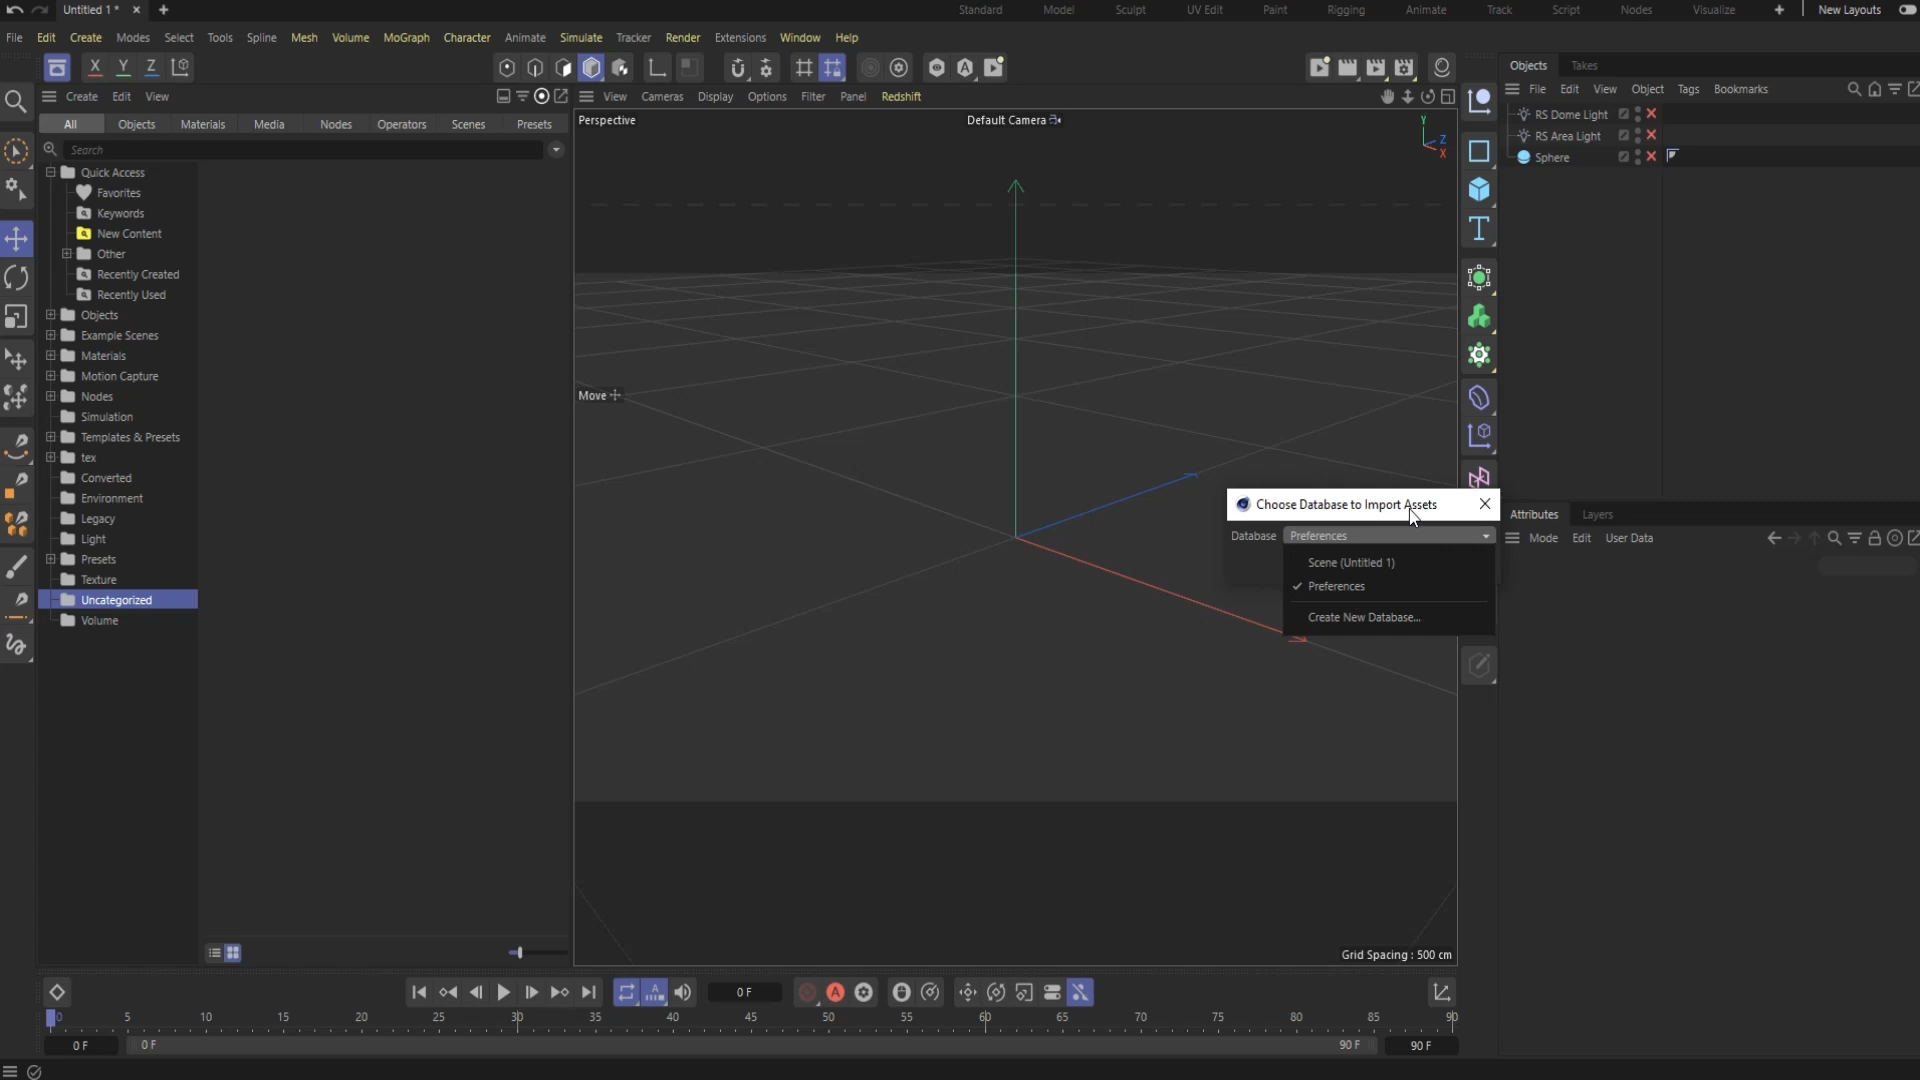 Untitled 1 *
Standard Model Sculpt UV Edit Paint Rigging Animate Track Script Nodes Visualize New Layouts
File Edit Create Modes Select Tools Spline Mesh Volume MoGraph Character Animate Simulate Tracker Render Extensions Window Help
X Y Z
Create Edit View
View Cameras Display Options Filter Panel Redshift
Objects Takes
File Edit View Object Tags Bookmarks
All Objects Materials Media Nodes Operators Scenes Presets
Search
Quick Access
Favorites
Keywords
New Content
Other
Recently Created
Recently Used
Objects
Example Scenes
Materials
Motion Capture
Nodes
Simulation
Templates & Presets
tex
Converted
Environment
Legacy
Light
Presets
Texture
Uncategorized
Volume
Perspective
Default Camera
Y
Z
X
Move
Grid Spacing : 500 cm
RS Dome Light
RS Area Light
Sphere
Choose Database to Import Assets
Database Preferences
Scene (Untitled 1)
Preferences
Create New Database...
Attributes Layers
Mode Edit User Data
0 F
0 5 10 15 20 25 30 35 40 45 50 55 60 65 70 75 80 85 90
0 F 0 F 90 F 90 F